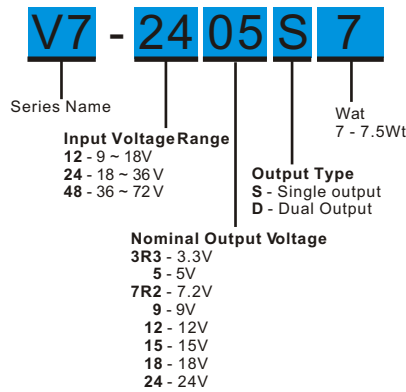 V7 - 24 05 S 7
Series Name
Wat
7 - 7.5Wt
Input Voltage Range
12 - 9 ~ 18V
24 - 18 ~ 36 V
48 - 36 ~ 72 V
Output Type
S - Single output
D - Dual Output
Nominal Output Voltage
3R3 - 3.3V
5 - 5V
7R2 - 7.2V
9 - 9V
12 - 12V
15 - 15V
18 - 18V
24 - 24V